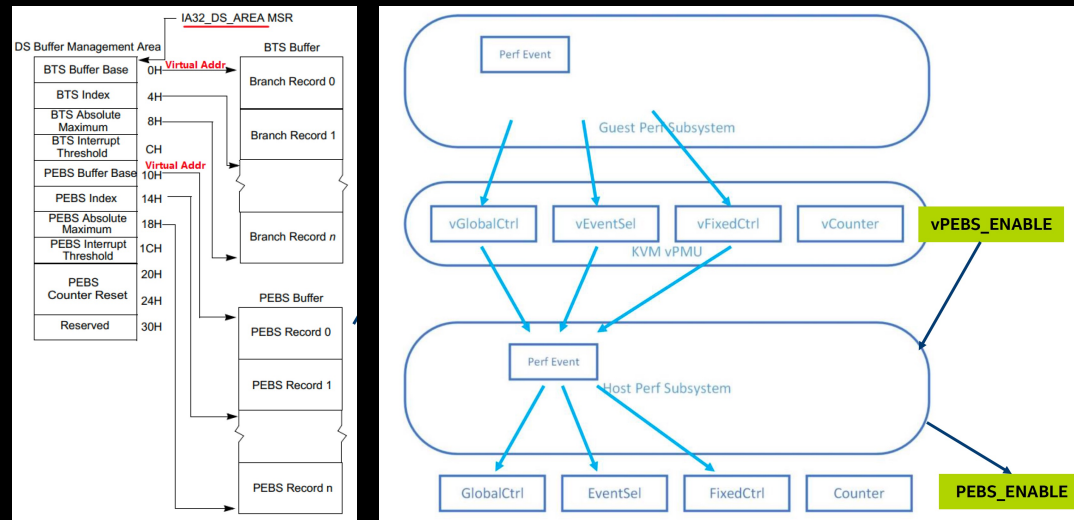 IA32_DS_AREA MSR
DS Buffer Management Area
BTS Buffer
BTS Buffer Base
0H
Virtual Addr
Branch Record 0
BTS Index
4H
BTS Absolute
Maximum
8H
Branch Record 1
BTS Interrupt
Threshold
CH
Virtual Addr
PEBS Buffer Base
10H
PEBS Index
14H
PEBS Absolute
Maximum
18H
Branch Record n
PEBS Interrupt
Threshold
1CH
20H
PEBS
Counter Reset
24H
PEBS Buffer
Reserved
30H
PEBS Record 0
PEBS Record 1
PEBS Record n
Perf Event
Guest Perf Subsystem
vGlobalCtrl
vEventSel
vFixedCtrl
vCounter
vPEBS_ENABLE
KVM vPMU
Perf Event
Host Perf Subsystem
GlobalCtrl
EventSel
FixedCtrl
Counter
PEBS_ENABLE